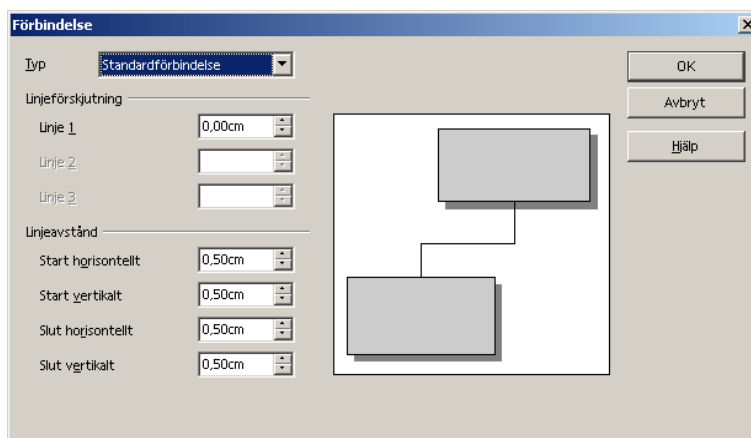 Förbindelse
Typ Standardförbindelse
OK
Linjeförskjutning
Avbryt
Linje 1 0,00cm
Hjälp
Linje 2
Linje 3
Linjeavstånd
Start horisontellt 0,50cm
Start vertikalt 0,50cm
Slut horisontellt 0,50cm
Slut vertikalt 0,50cm